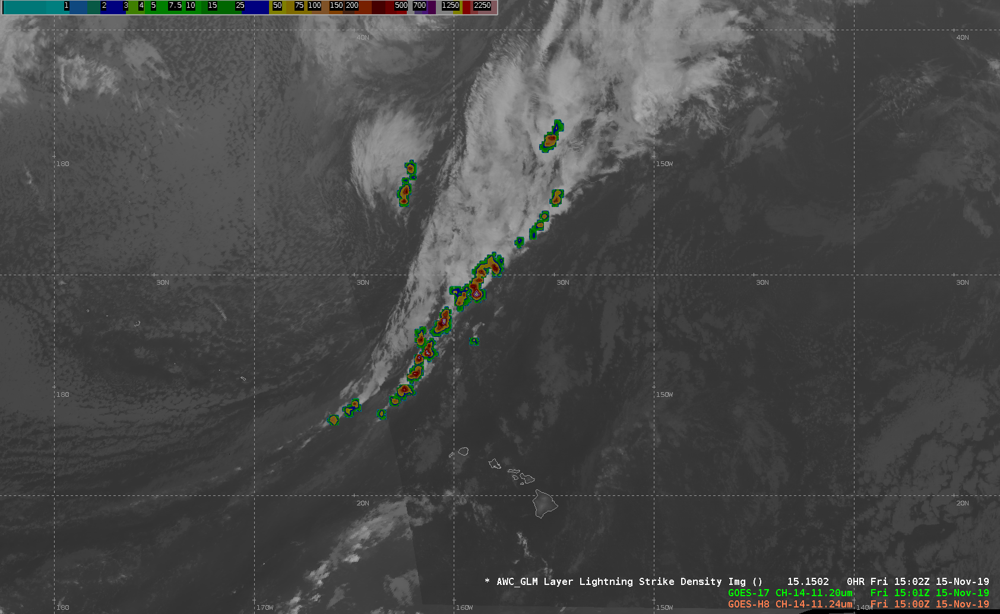 1 2 3 4 5 7.5 10 15 25 50 75 100 150 200 500 700 1250 2250
40N 40N
180 150W
30N 30N 30N 30N 30N
180 150W
20N 20N
* AWC_GLM Layer Lightning Strike Density Img () 15.1502 0HR Fri 15:02Z 15-Nov-19
GOES-17 CH-14-11.20um Fri 15:01Z 15-Nov-19
GOES-H8 CH-14-11.24um Fri 15:00Z 15-Nov-19
180 170W 160W 150W 140W